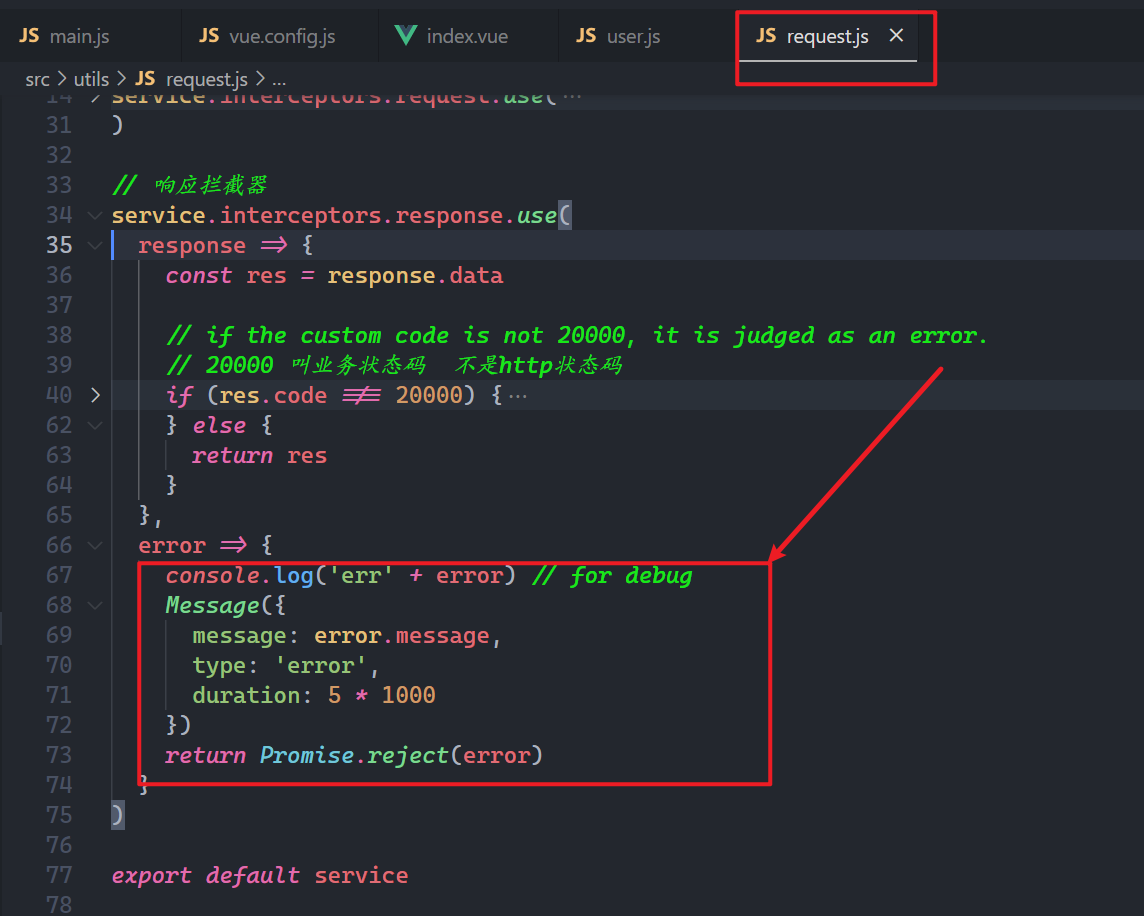 JS main.js JS vue.config.js index.vue JS user.js JS request.js ×
src > utils > JS request.js > ...
14 > service.interceptors.request.use(···
31 )
32
33 // 响应拦截器
34 service.interceptors.response.use(
35 response => {
36 const res = response.data
37
38 // if the custom code is not 20000, it is judged as an error.
39 // 20000 叫业务状态码 不是http状态码
40 > if (res.code !== 20000) {···
62 } else {
63 return res
64 }
65 },
66 error => {
67 console.log('err' + error) // for debug
68 Message({
69 message: error.message,
70 type: 'error',
71 duration: 5 * 1000
72 })
73 return Promise.reject(error)
74 }
75 )
76
77 export default service
78